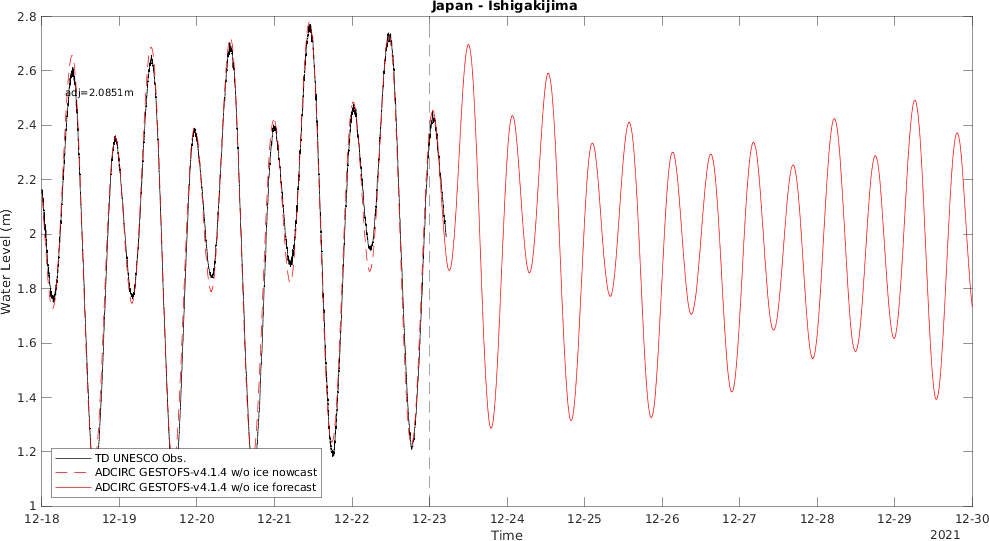 Japan - Ishigakijima
2.8
2.6
adj=2.0851m
2.4
2.2
2
1.8
1.6
1.4
1.2
1
Water Level (m)
TD UNESCO Obs.
ADCIRC GESTOFS-v4.1.4 w/o ice nowcast
ADCIRC GESTOFS-v4.1.4 w/o ice forecast
12-18 12-19 12-20 12-21 12-22 12-23 12-24 12-25 12-26 12-27 12-28 12-29 12-30
Time
2021